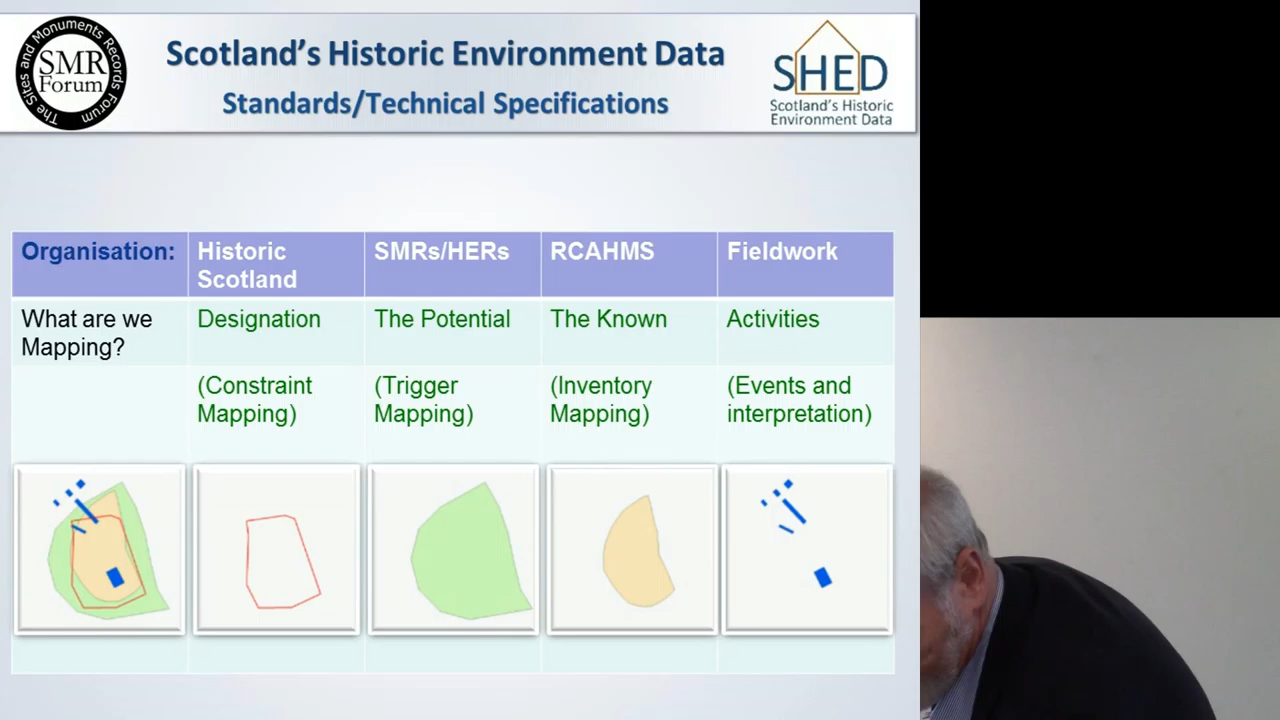 The Sites and Monuments Records Forum
SMR
Forum
Scotland's Historic Environment Data
Standards/Technical Specifications
SHED
Scotland's Historic
Environment Data
Organisation:
Historic
Scotland
SMRs/HERs
RCAHMS
Fieldwork
What are we
Mapping?
Designation
The Potential
The Known
Activities
(Constraint
Mapping)
(Trigger
Mapping)
(Inventory
Mapping)
(Events and
interpretation)